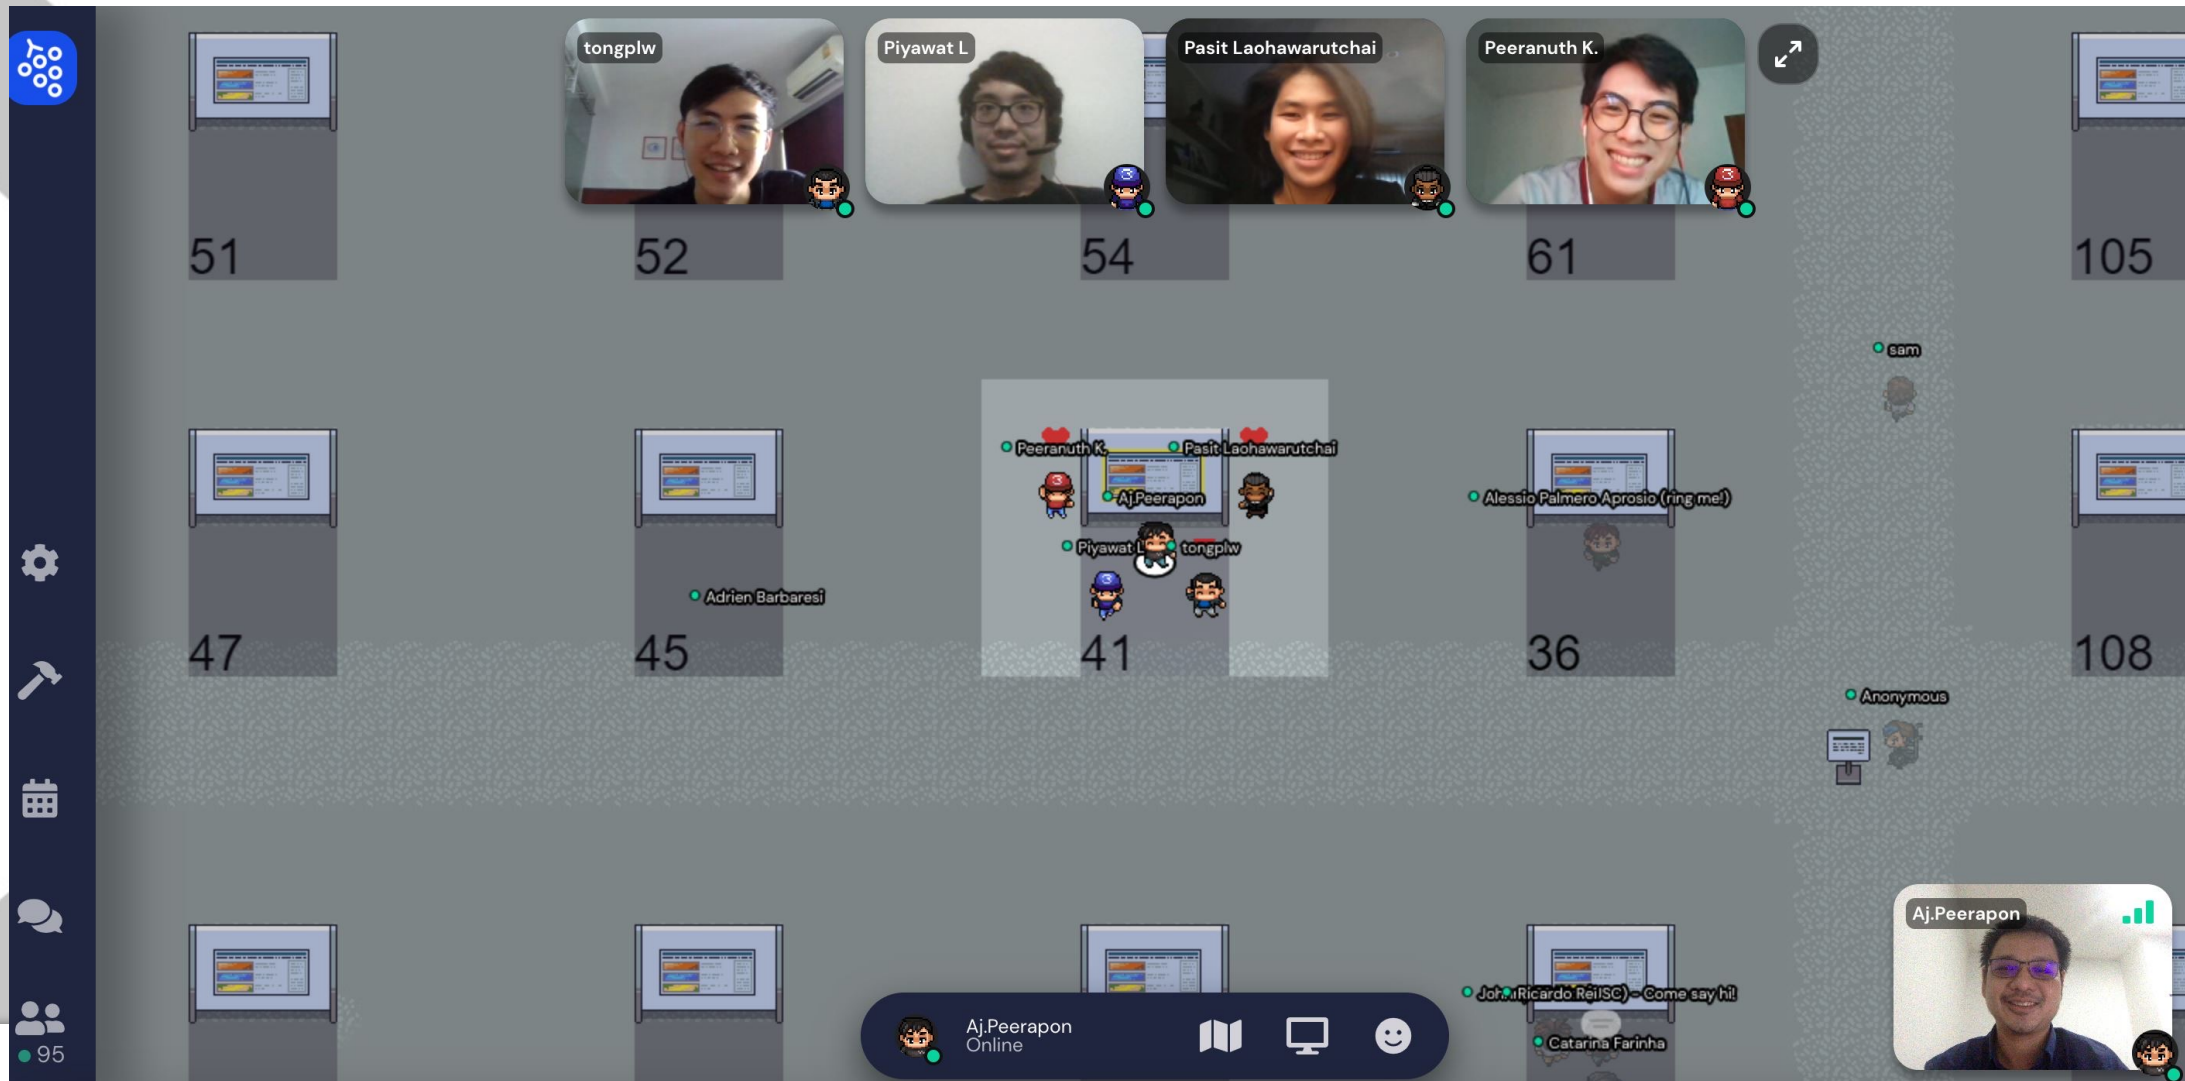 tongplw
Piyawat L
Pasit Laohawarutchai
Peeranuth K.
51
52
54
61
105
sam
Peeranuth K.
Pasit Laohawarutchai
3
Aj.Peerapon
Alessio Palmero Aprosio (ring me!)
Piyawat L
tongplw
3
Adrien Barbaresi
47
45
41
36
108
Anonymous
Aj.Peerapon
Ricardo Rei
ISC) - Come say hi!
Catarina Farinha
Aj.Peerapon
Online
95